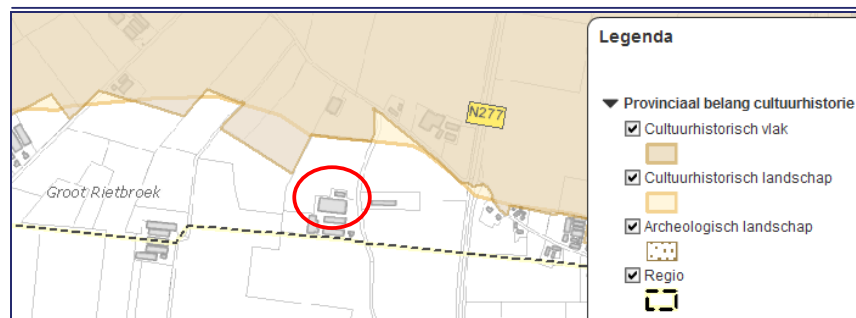 Legenda
Provinciaal belang cultuurhistorie
Cultuurhistorisch vlak
Cultuurhistorisch landschap
Archeologisch landschap
Regio
N277
Groot Rietbroek